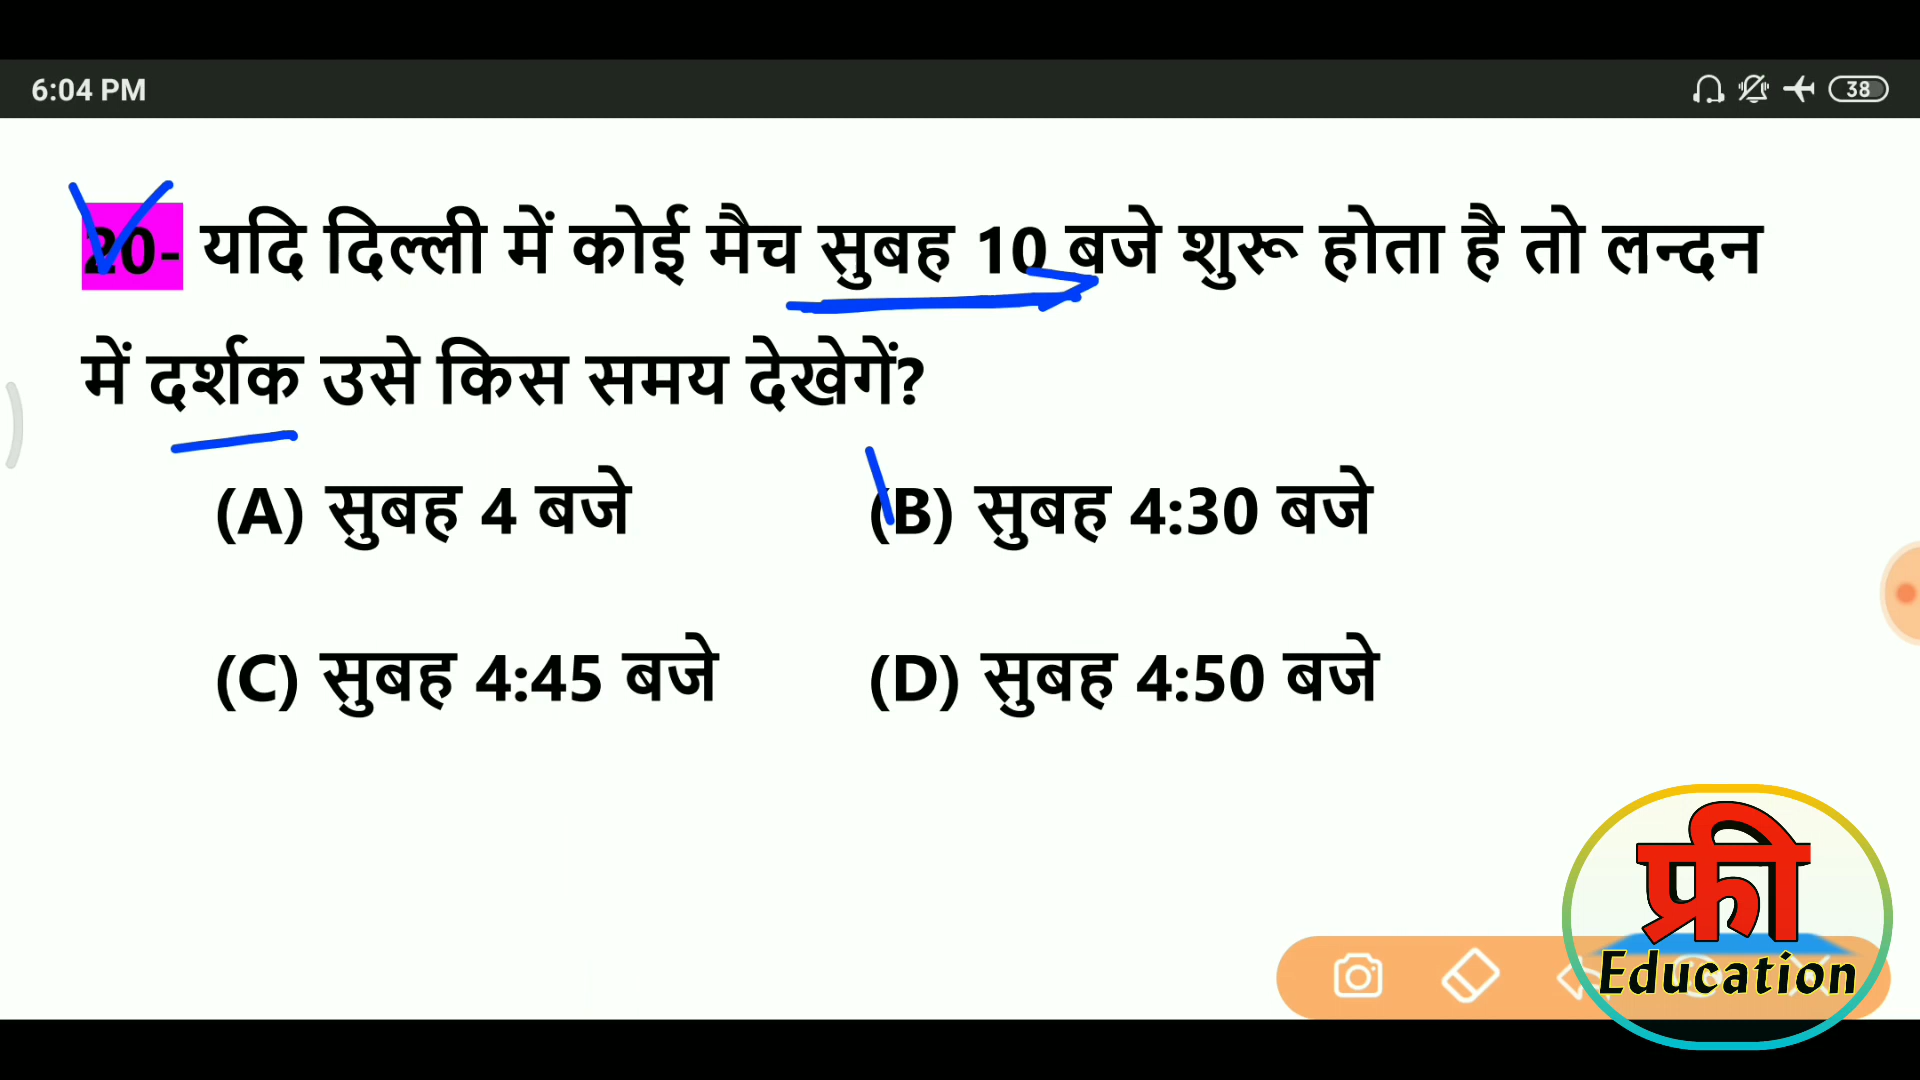 6:04 PM
38
20- यदि दिल्ली में कोई मैच सुबह 10 बजे शुरू होता है तो लन्दन
में दर्शक उसे किस समय देखेगें?
(A) सुबह 4 बजे (B) सुबह 4:30 बजे
(C) सुबह 4:45 बजे (D) सुबह 4:50 बजे
फ्री
Education